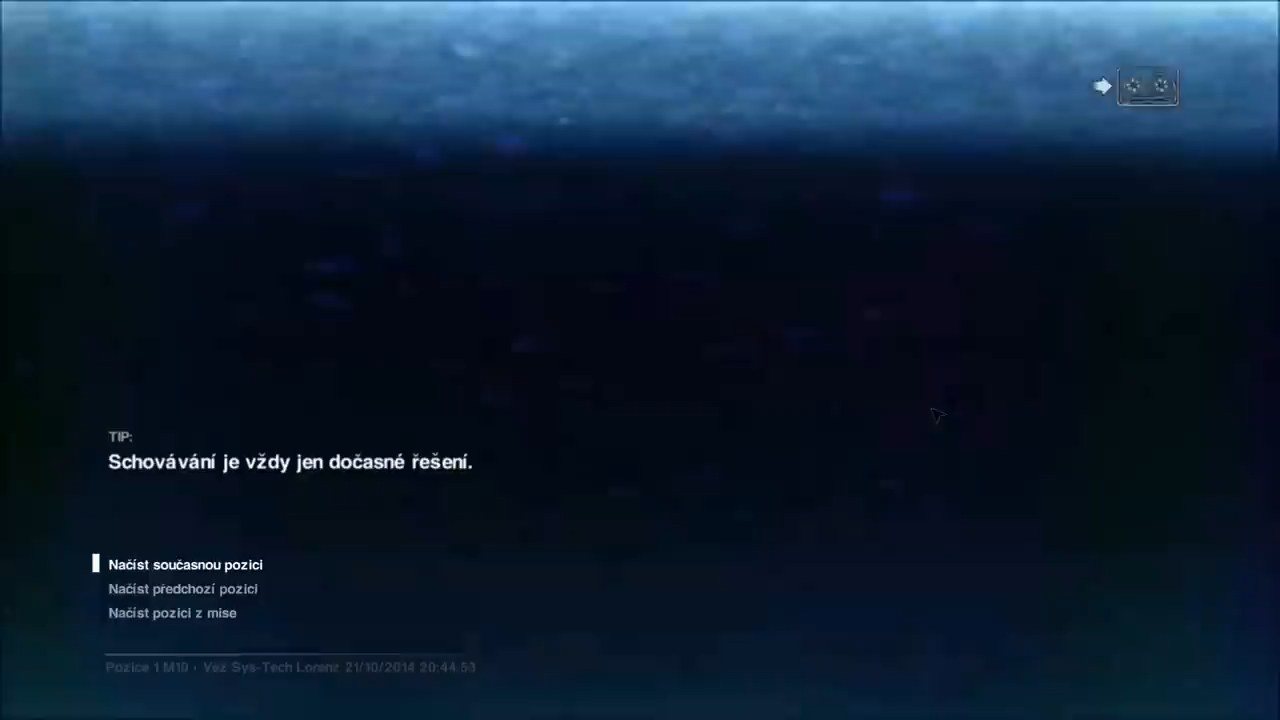 TIP:
Schovávání je vždy jen dočasné řešení.
Načíst současnou pozici
Načíst předchozí pozici
Načíst pozici z mise
Pozice 1 M10 › Věž Sys-Tech Lorenz 21/10/2014 20:44:53